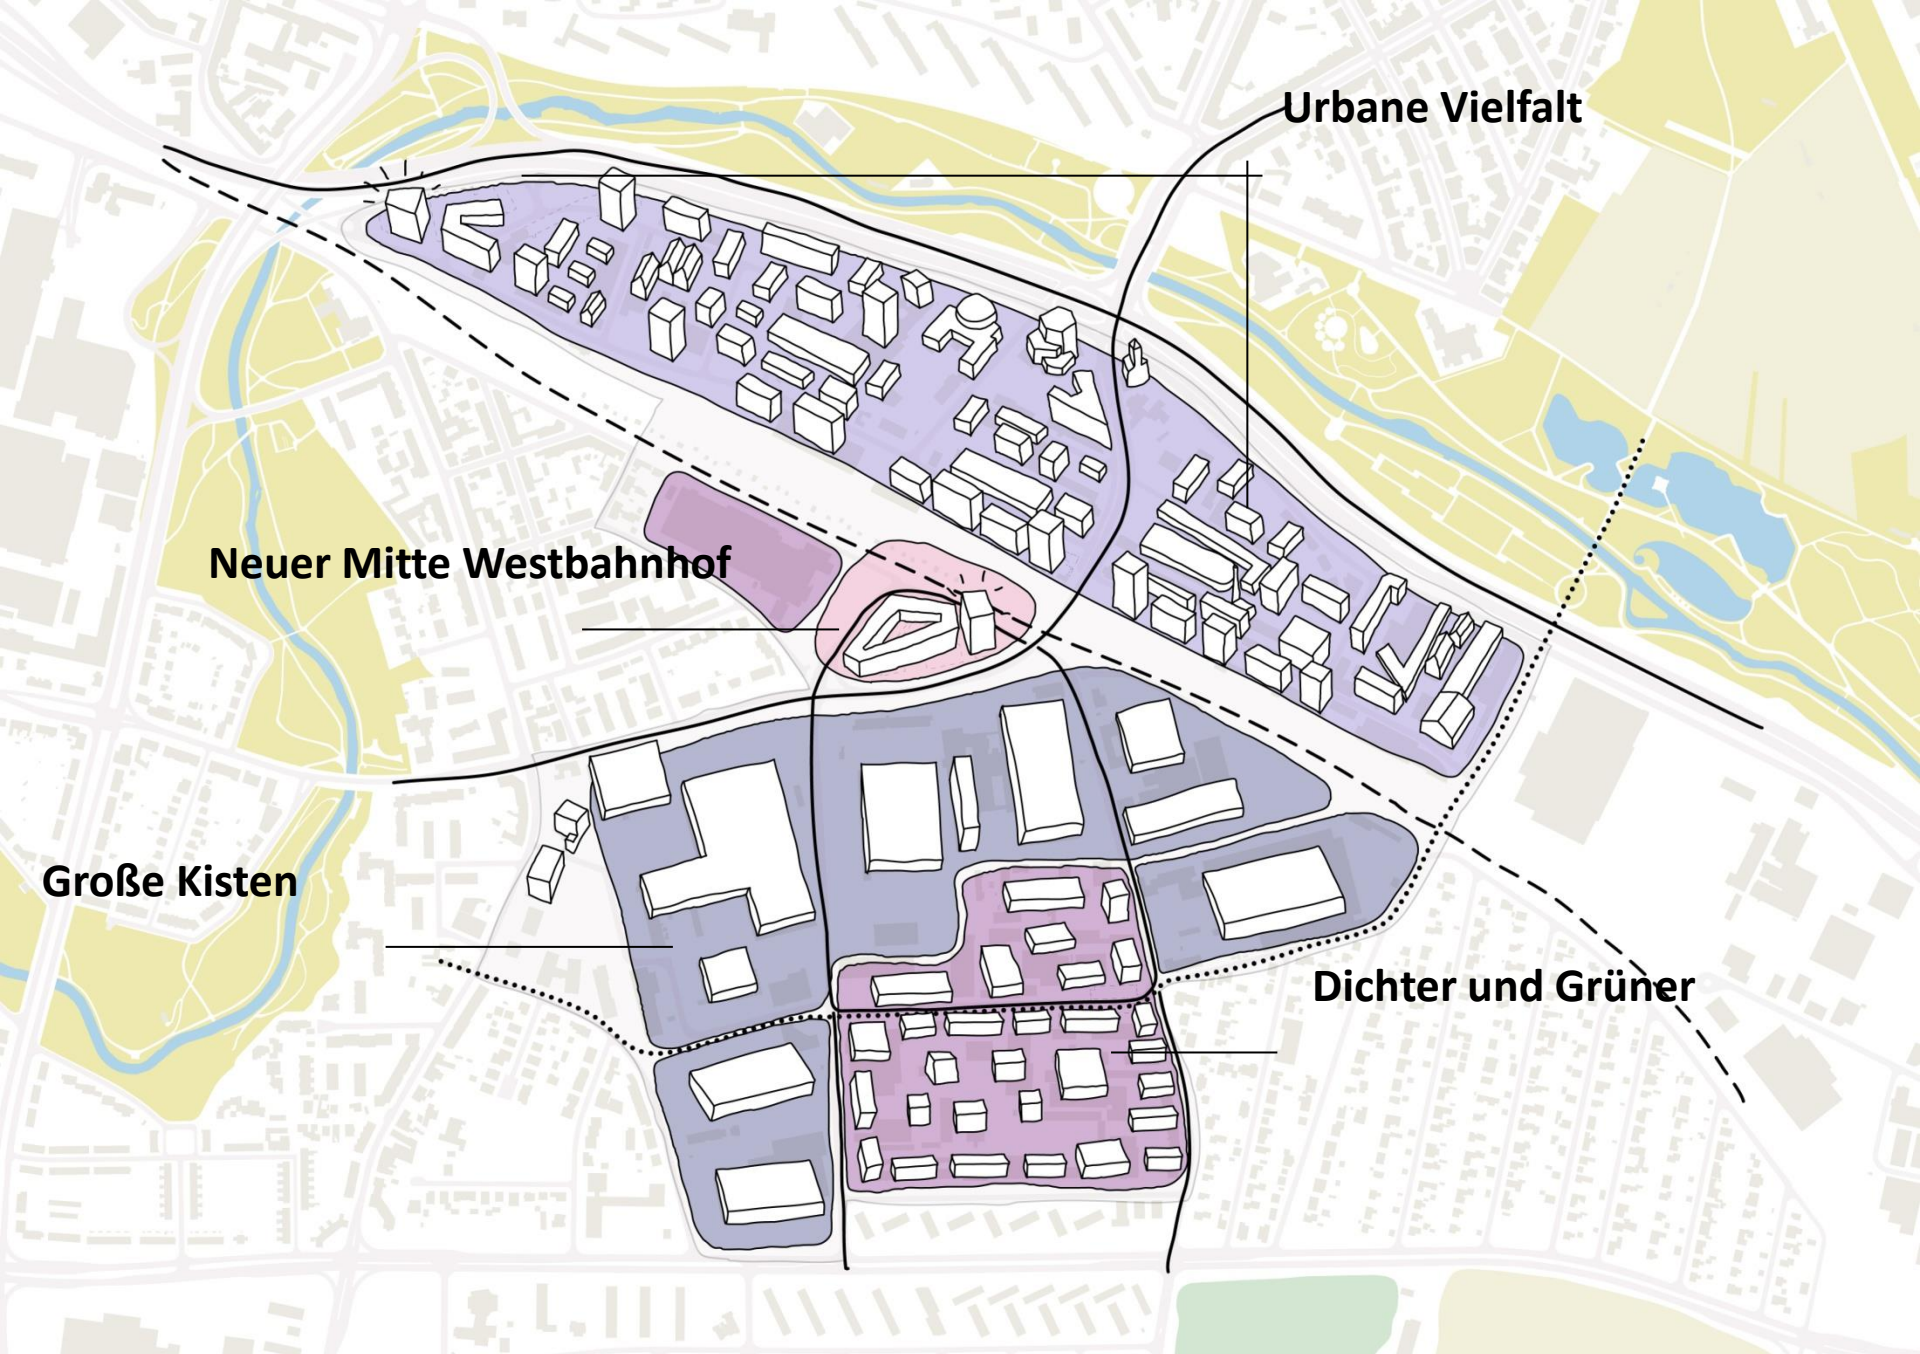 Urbane Vielfalt
Neuer Mitte Westbahnhof
Große Kisten
Dichter und Grüner